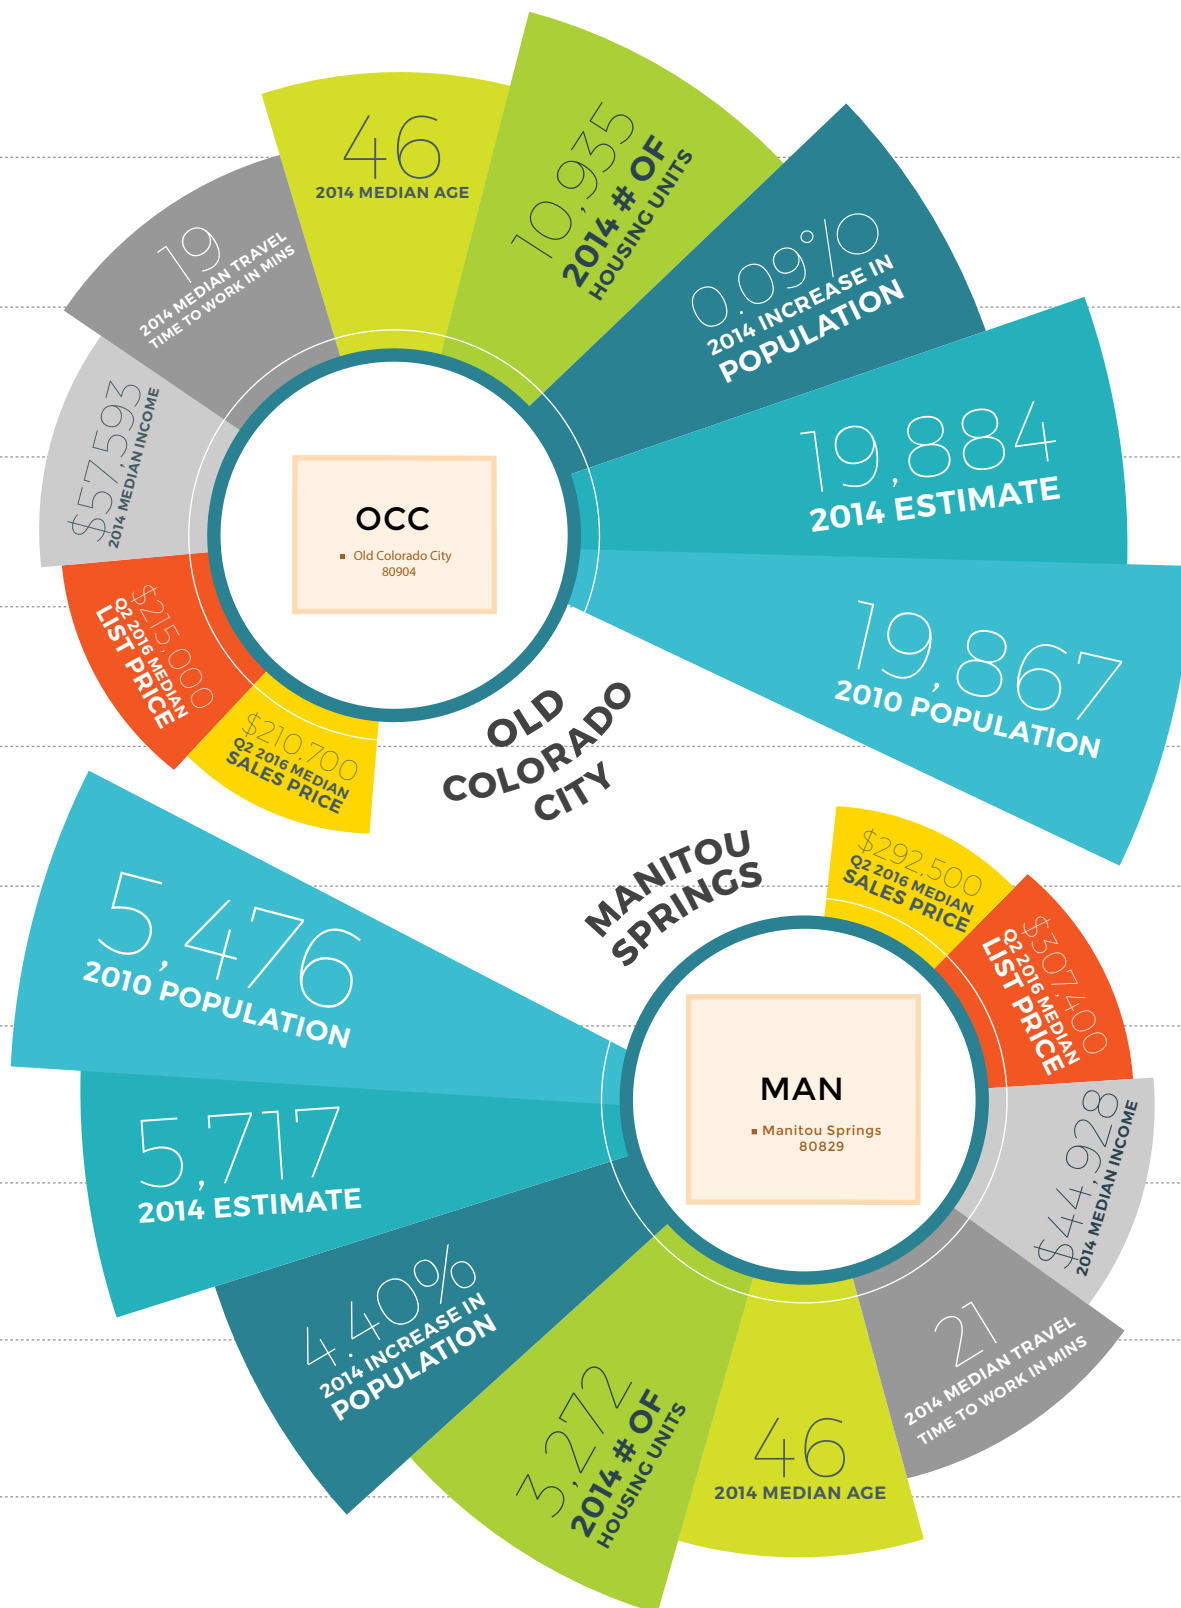 46
2014 MEDIAN AGE
10,935
2014 # OF
HOUSING UNITS
0.09%
2014 INCREASE IN
POPULATION
19,884
2014 ESTIMATE
19,867
2010 POPULATION
19
2014 MEDIAN TRAVEL
TIME TO WORK IN MINS
$57,593
2014 MEDIAN INCOME
$215,000
Q2 2016 MEDIAN
LIST PRICE
$210,700
Q2 2016 MEDIAN
SALES PRICE
OCC
▪ Old Colorado City
80904
OLD
COLORADO
CITY
MANITOU
SPRINGS
$292,500
Q2 2016 MEDIAN
SALES PRICE
$307,400
Q2 2016 MEDIAN
LIST PRICE
$44,928
2014 MEDIAN INCOME
21
2014 MEDIAN TRAVEL
TIME TO WORK IN MINS
46
2014 MEDIAN AGE
3,272
2014 # OF
HOUSING UNITS
4.40%
2014 INCREASE IN
POPULATION
5,717
2014 ESTIMATE
5,476
2010 POPULATION
MAN
▪ Manitou Springs
80829